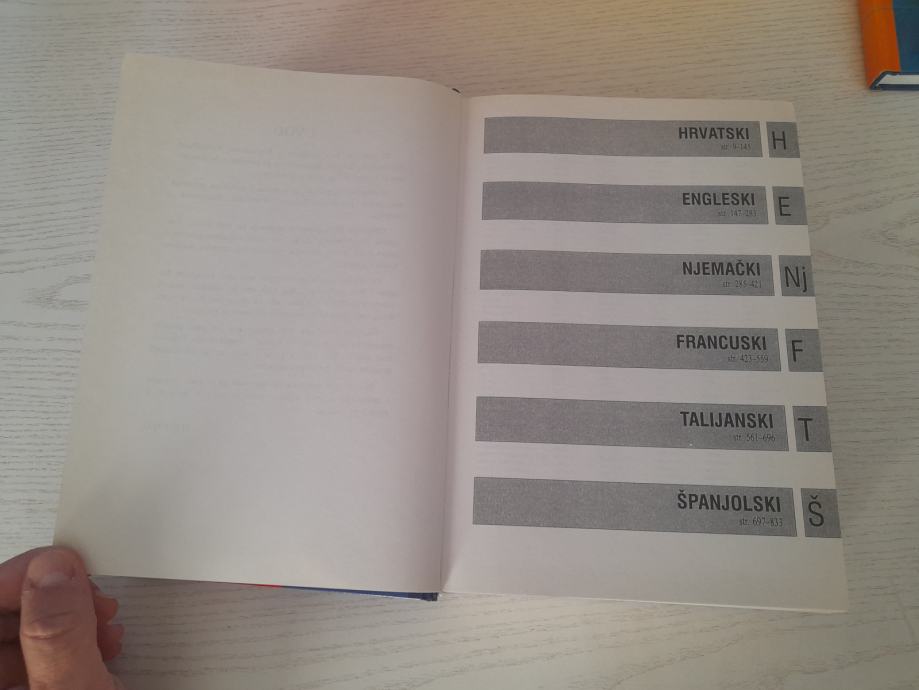 HRVATSKI
str. 9–145
H
ENGLESKI
str. 147–283
E
NJEMAČKI
str. 285–421
Nj
FRANCUSKI
str. 423–559
F
TALIJANSKI
str. 561–696
T
ŠPANJOLSKI
str. 697–833
Š